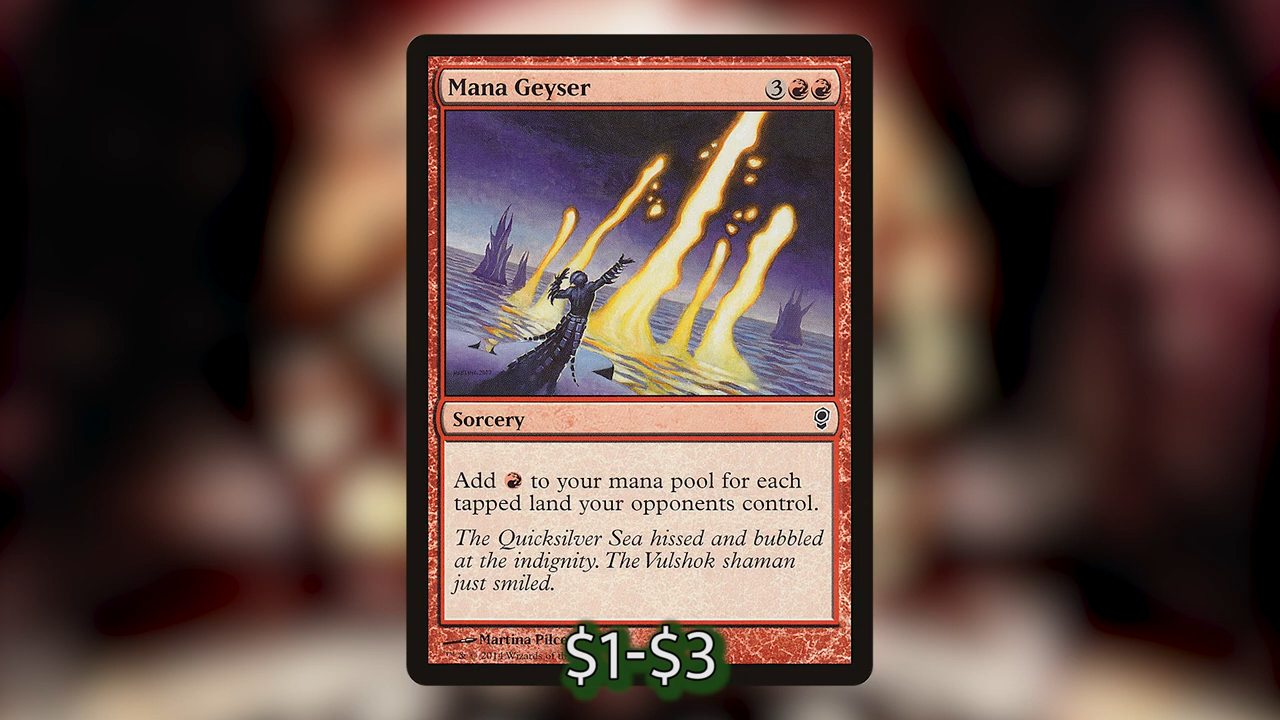 Mana Geyser 3
Sorcery
Add to your mana pool for each
tapped land your opponents control.
The Quicksilver Sea hissed and bubbled
at the indignity. The Vulshok shaman
just smiled.
Martina
$1-$3